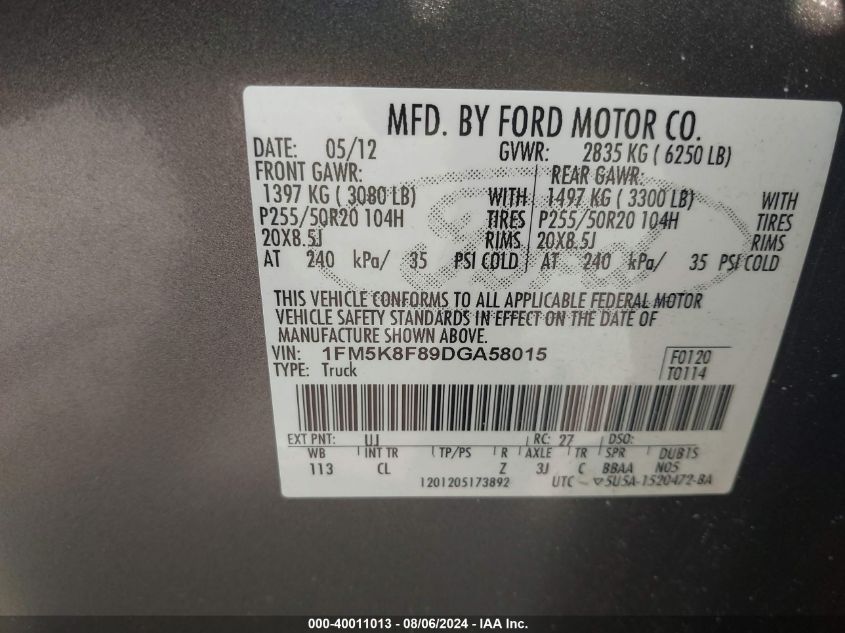 MFD. BY FORD MOTOR CO.
DATE: 05/12 GVWR: 2835 KG ( 6250 LB)
FRONT GAWR: REAR GAWR:
1397 KG ( 3080 LB) WITH 1497 KG ( 3300 LB) WITH
P255/50R20 104H TIRES P255/50R20 104H TIRES
20X8.5J RIMS 20X8.5J RIMS
AT 240 kPa/ 35 PSI COLD AT 240 kPa/ 35 PSI COLD
Ford
THIS VEHICLE CONFORMS TO ALL APPLICABLE FEDERAL MOTOR
VEHICLE SAFETY STANDARDS IN EFFECT ON THE DATE OF
MANUFACTURE SHOWN ABOVE.
VIN: 1FM5K8F89DGA58015 F0120
TYPE: Truck T0114
EXT PNT: UJ RC: 27 DSO:
WB INT TR TP/PS R AXLE TR SPR DUB1S
113 CL Z 3J C BBAA N05
1201205173892 UTC 5U5A-1520472-BA
000-40011013 - 08/06/2024 - IAA Inc.